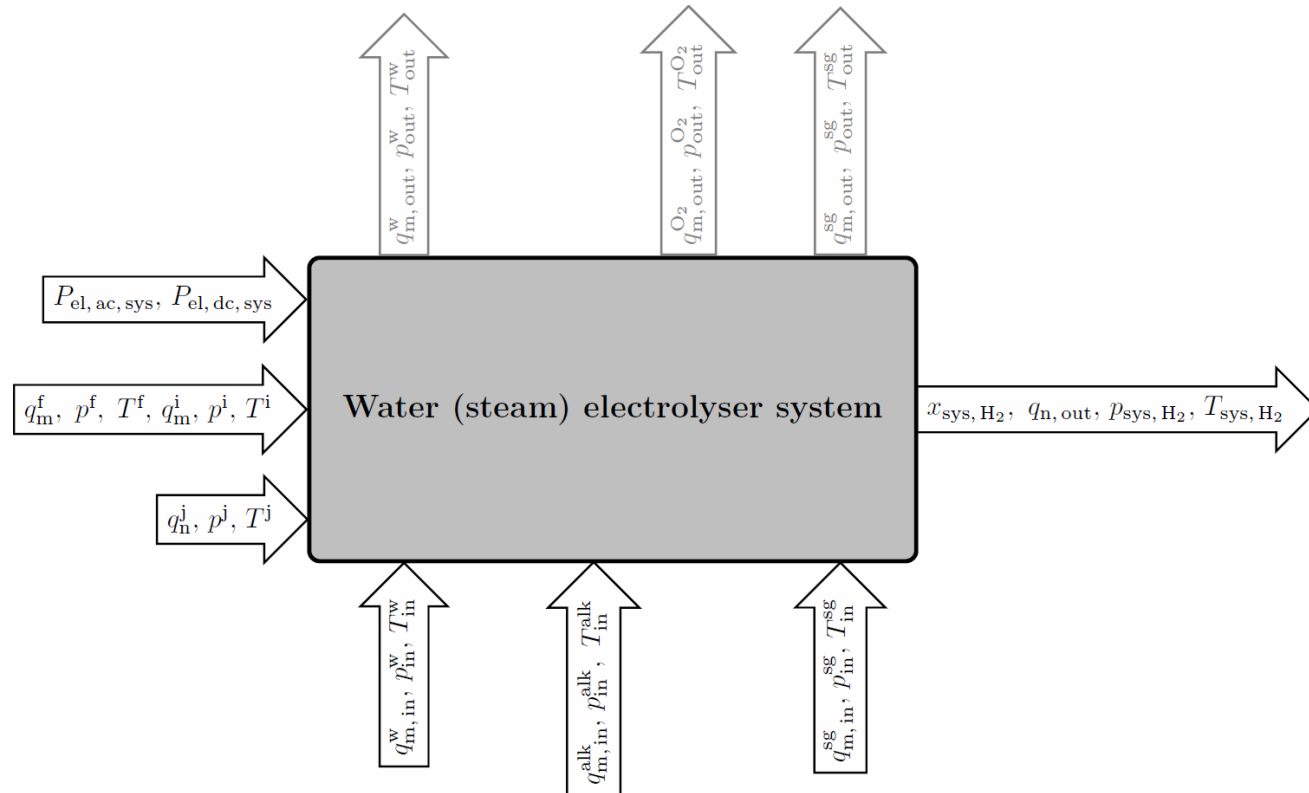 q^w_{m, out}, p^w_{out}, T^w_{out}
q^{O_2}_{m, out}, p^{O_2}_{out}, T^{O_2}_{out}
q^{sg}_{m, out}, p^{sg}_{out}, T^{sg}_{out}
P_{el, ac, sys}, P_{el, dc, sys}
q^f_m, p^f, T^f, q^i_m, p^i, T^i
Water (steam) electrolyser system
x_{sys, H_2}, q_{n, out}, p_{sys, H_2}, T_{sys, H_2}
q^j_n, p^j, T^j
q^w_{m, in}, p^w_{in}, T^w_{in}
q^{alk}_{m, in}, p^{alk}_{in}, T^{alk}_{in}
q^{sg}_{m, in}, p^{sg}_{in}, T^{sg}_{in}